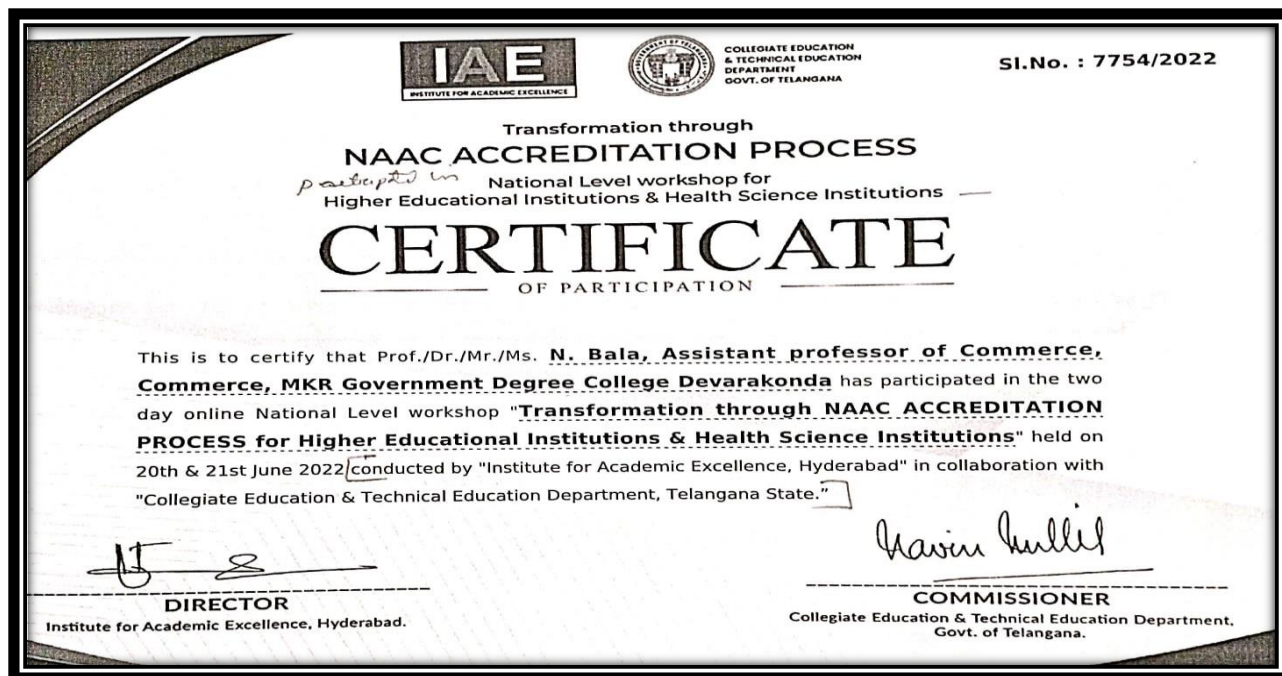 IAE
INSTITUTE FOR ACADEMIC EXCELLENCE
GOVERNMENT OF TELANGANA
COLLEGIATE EDUCATION
& TECHNICAL EDUCATION
DEPARTMENT
GOVT. OF TELANGANA
Sl.No. : 7754/2022
Transformation through
NAAC ACCREDITATION PROCESS
in National Level workshop for
Higher Educational Institutions & Health Science Institutions
CERTIFICATE
OF PARTICIPATION
This is to certify that Prof./Dr./Mr./Ms. N. Bala, Assistant professor of Commerce,
Commerce, MKR Government Degree College Devarakonda has participated in the two
day online National Level workshop "Transformation through NAAC ACCREDITATION
PROCESS for Higher Educational Institutions & Health Science Institutions" held on
20th & 21st June 2022 conducted by "Institute for Academic Excellence, Hyderabad" in collaboration with
"Collegiate Education & Technical Education Department, Telangana State."
Navin
DIRECTOR
Institute for Academic Excellence, Hyderabad.
COMMISSIONER
Collegiate Education & Technical Education Department,
Govt. of Telangana.